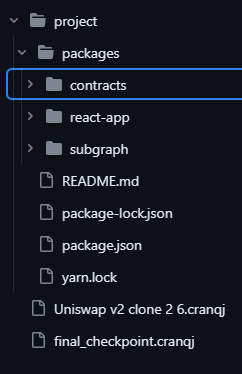 project
packages
contracts
react-app
subgraph
README.md
package-lock.json
package.json
yarn.lock
Uniswap v2 clone 2 6.cranqj
final_checkpoint.cranqj